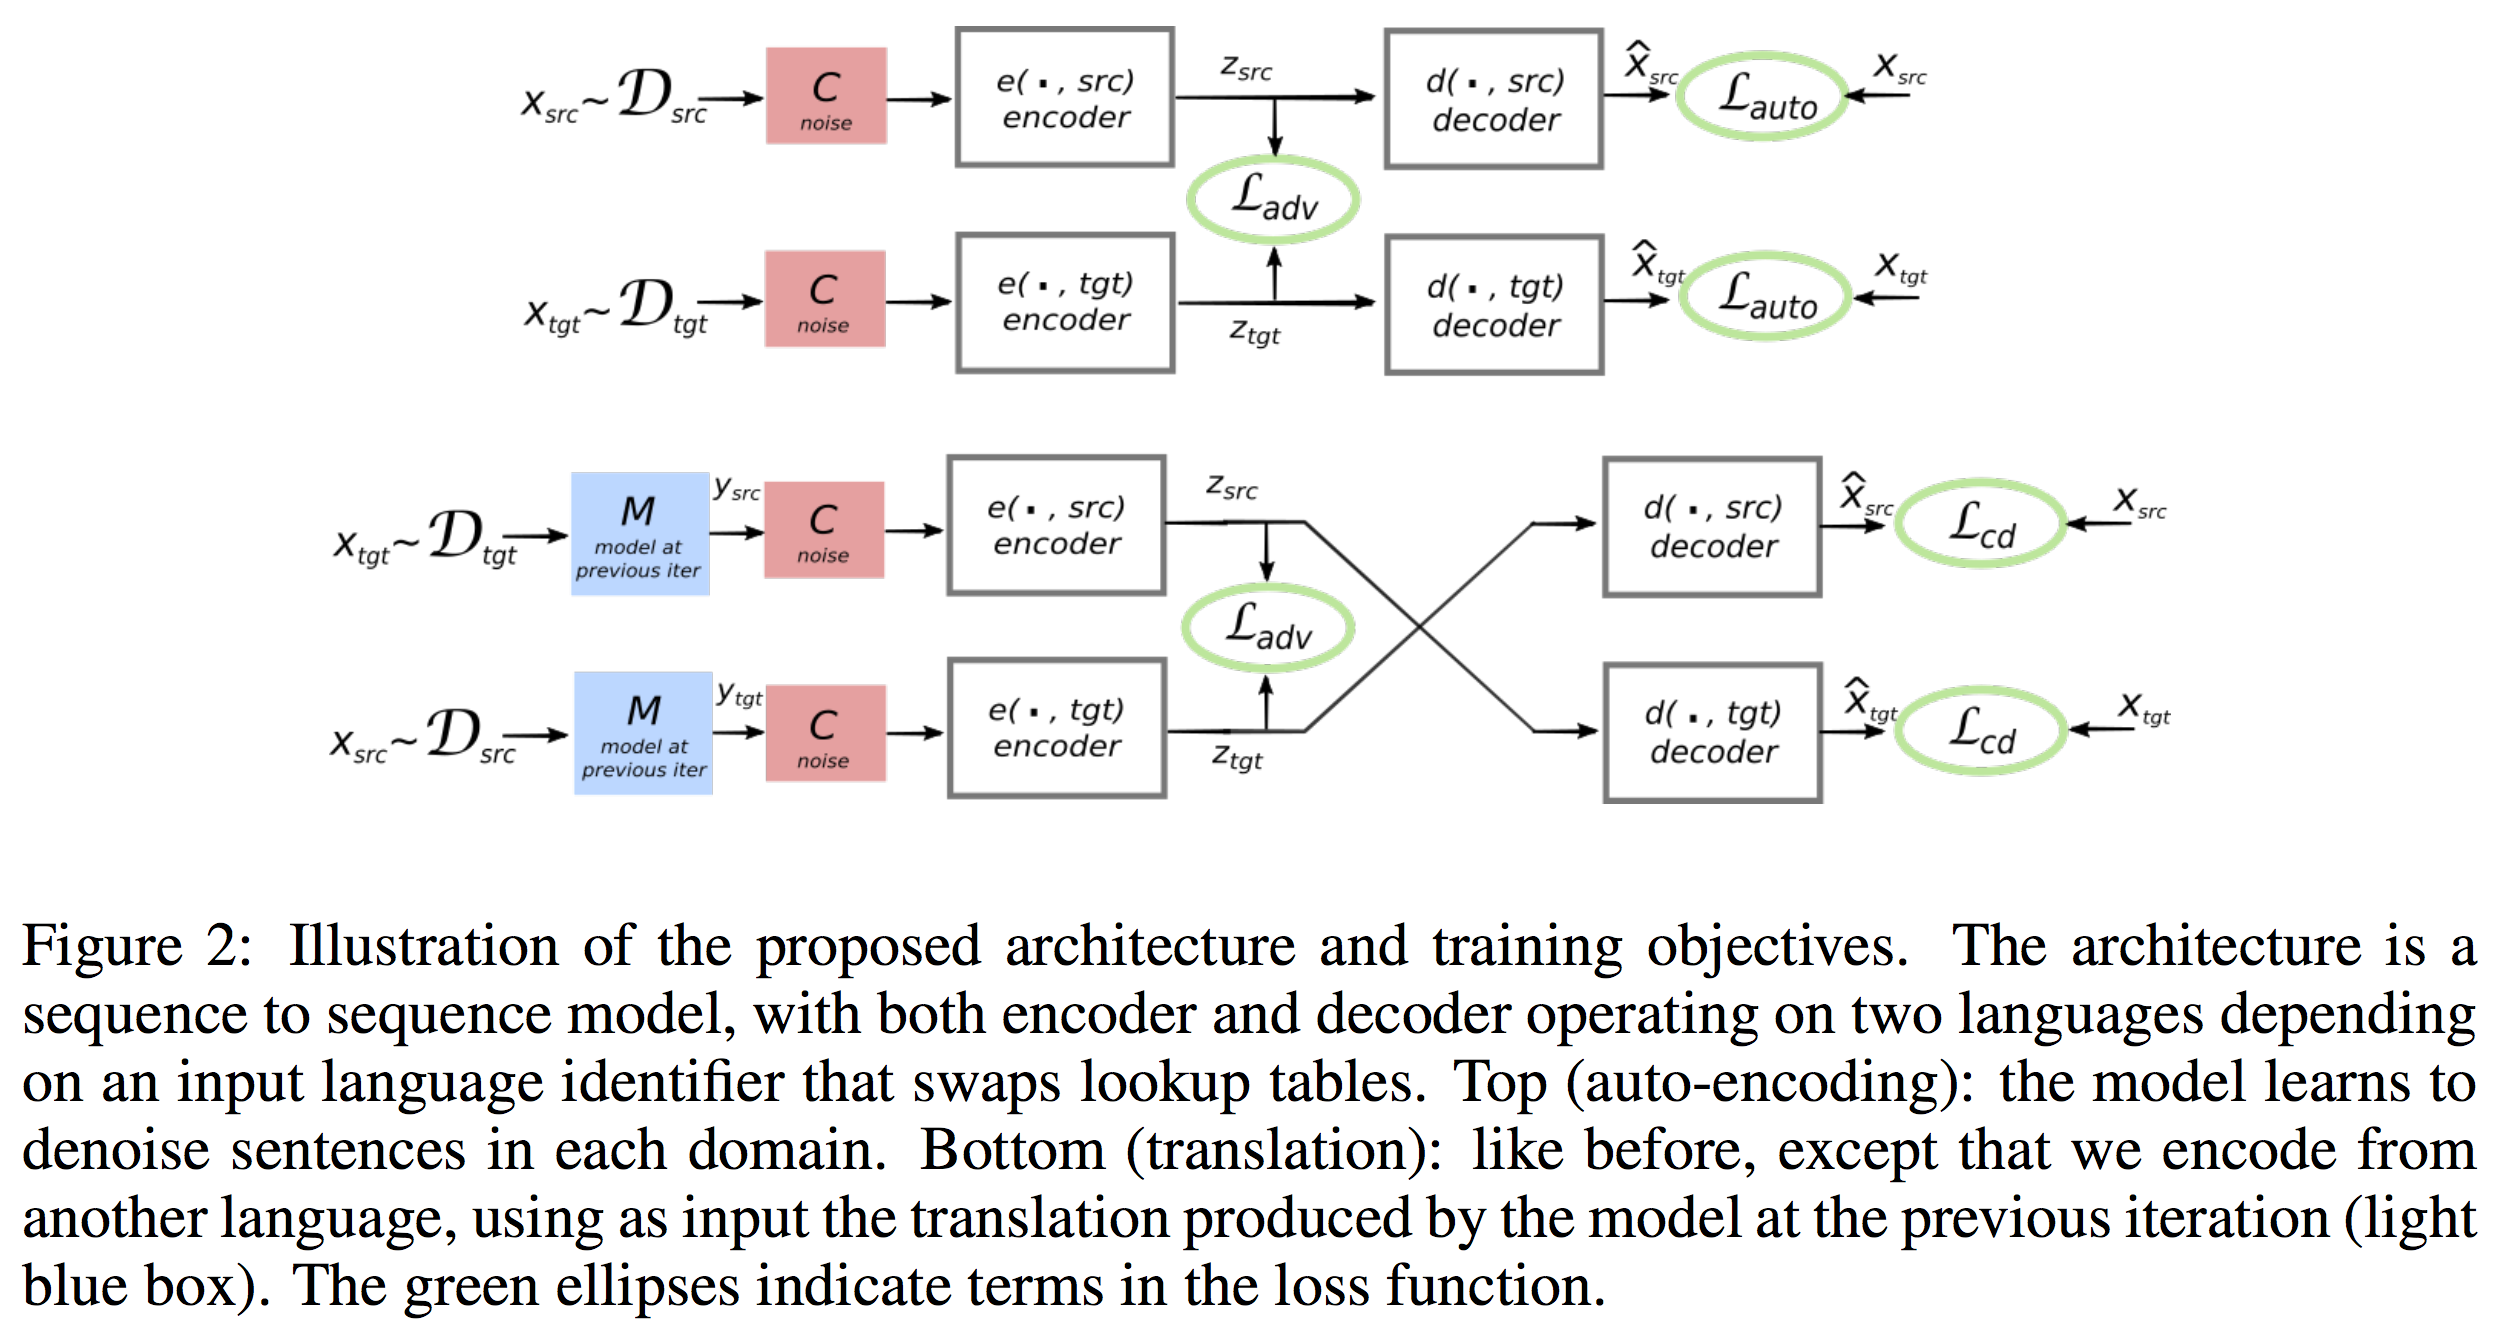 x_src ~ D_src C noise e( · , src) encoder z_src d( · , src) decoder x̂_src L_auto x_src
L_adv
x_tgt ~ D_tgt C noise e( · , tgt) encoder z_tgt d( · , tgt) decoder x̂_tgt L_auto x_tgt
x_tgt ~ D_tgt M model at previous iter y_src C noise e( · , src) encoder z_src d( · , src) decoder x̂_src L_cd x_src
L_adv
x_src ~ D_src M model at previous iter y_tgt C noise e( · , tgt) encoder z_tgt d( · , tgt) decoder x̂_tgt L_cd x_tgt
Figure 2: Illustration of the proposed architecture and training objectives. The architecture is a
sequence to sequence model, with both encoder and decoder operating on two languages depending
on an input language identifier that swaps lookup tables. Top (auto-encoding): the model learns to
denoise sentences in each domain. Bottom (translation): like before, except that we encode from
another language, using as input the translation produced by the model at the previous iteration (light
blue box). The green ellipses indicate terms in the loss function.